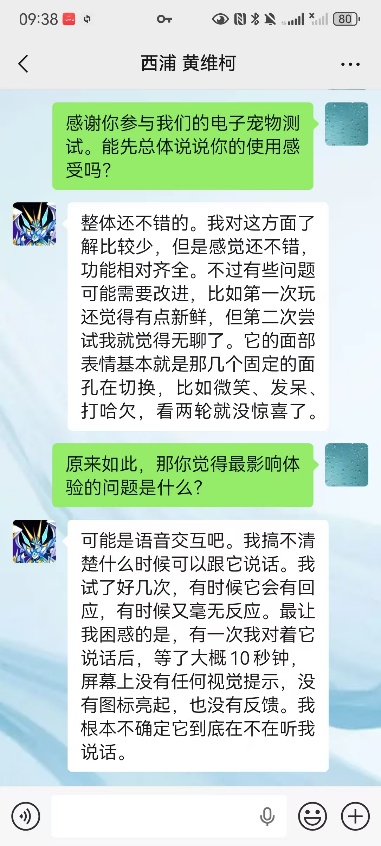 09:38
80
西浦 黄维柯
感谢你参与我们的电子宠物测
试。能先总体说说你的使用感
受吗？
整体还不错的。我对这方面了
解比较少，但是感觉还不错，
功能相对齐全。不过有些问题
可能需要改进，比如第一次玩
还觉得有点新鲜，但第二次尝
试我就觉得无聊了。它的面部
表情基本就是那几个固定的面
孔在切换，比如微笑、发呆、
打哈欠，看两轮就没惊喜了。
原来如此，那你觉得最影响体
验的问题是什么？
可能是语音交互吧。我搞不清
楚什么时候可以跟它说话。我
试了好几次，有时候它会有回
应，有时候又毫无反应。最让
我困惑的是，有一次我对着它
说话后，等了大概10秒钟，
屏幕上没有任何视觉提示，没
有图标亮起，也没有反馈。我
根本不确定它到底在不在听我
说话。